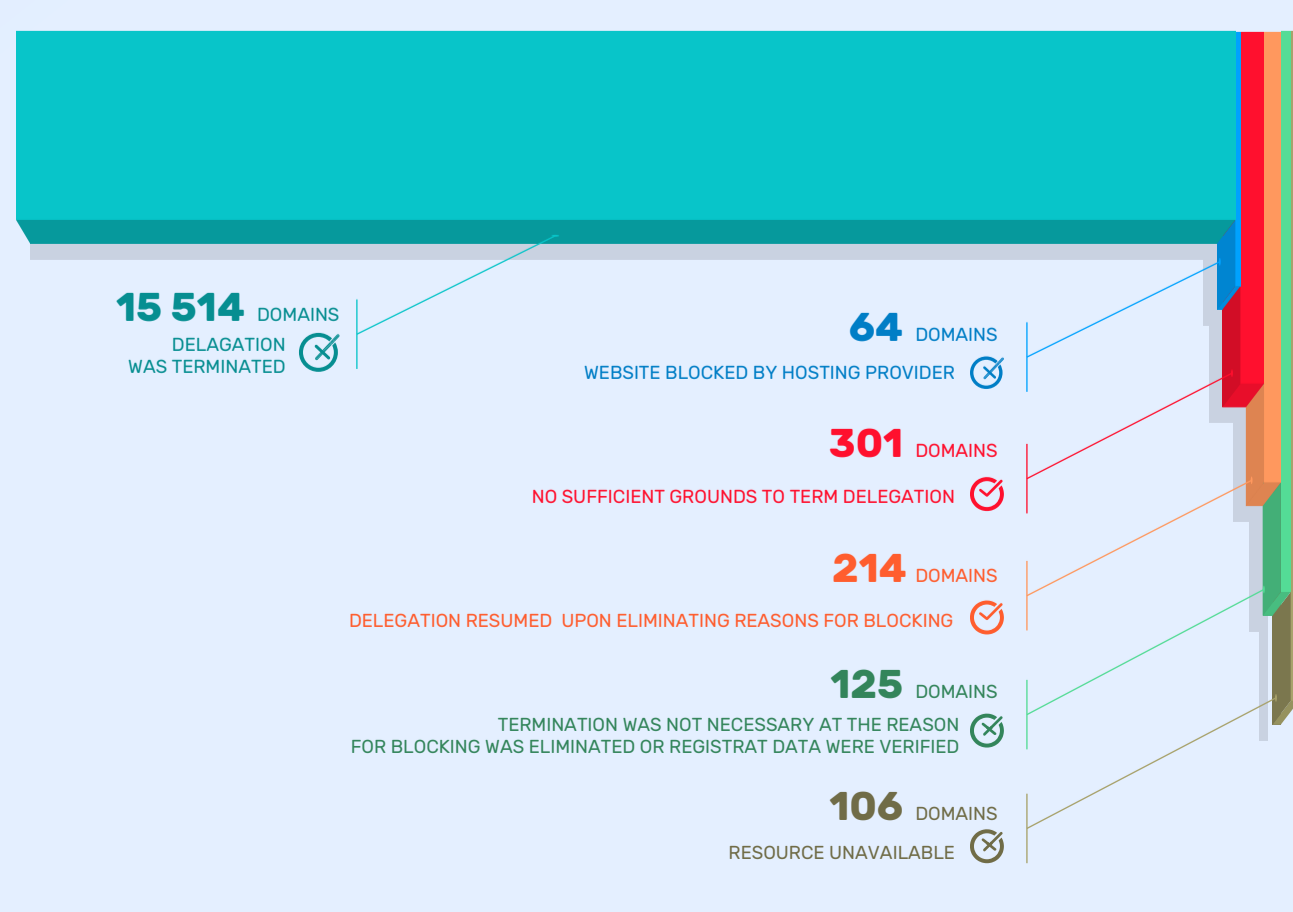 15 514 DOMAINS
DELAGATION
WAS TERMINATED
64 DOMAINS
WEBSITE BLOCKED BY HOSTING PROVIDER
301 DOMAINS
NO SUFFICIENT GROUNDS TO TERM DELEGATION
214 DOMAINS
DELEGATION RESUMED UPON ELIMINATING REASONS FOR BLOCKING
125 DOMAINS
TERMINATION WAS NOT NECESSARY AT THE REASON
FOR BLOCKING WAS ELIMINATED OR REGISTRAT DATA WERE VERIFIED
106 DOMAINS
RESOURCE UNAVAILABLE